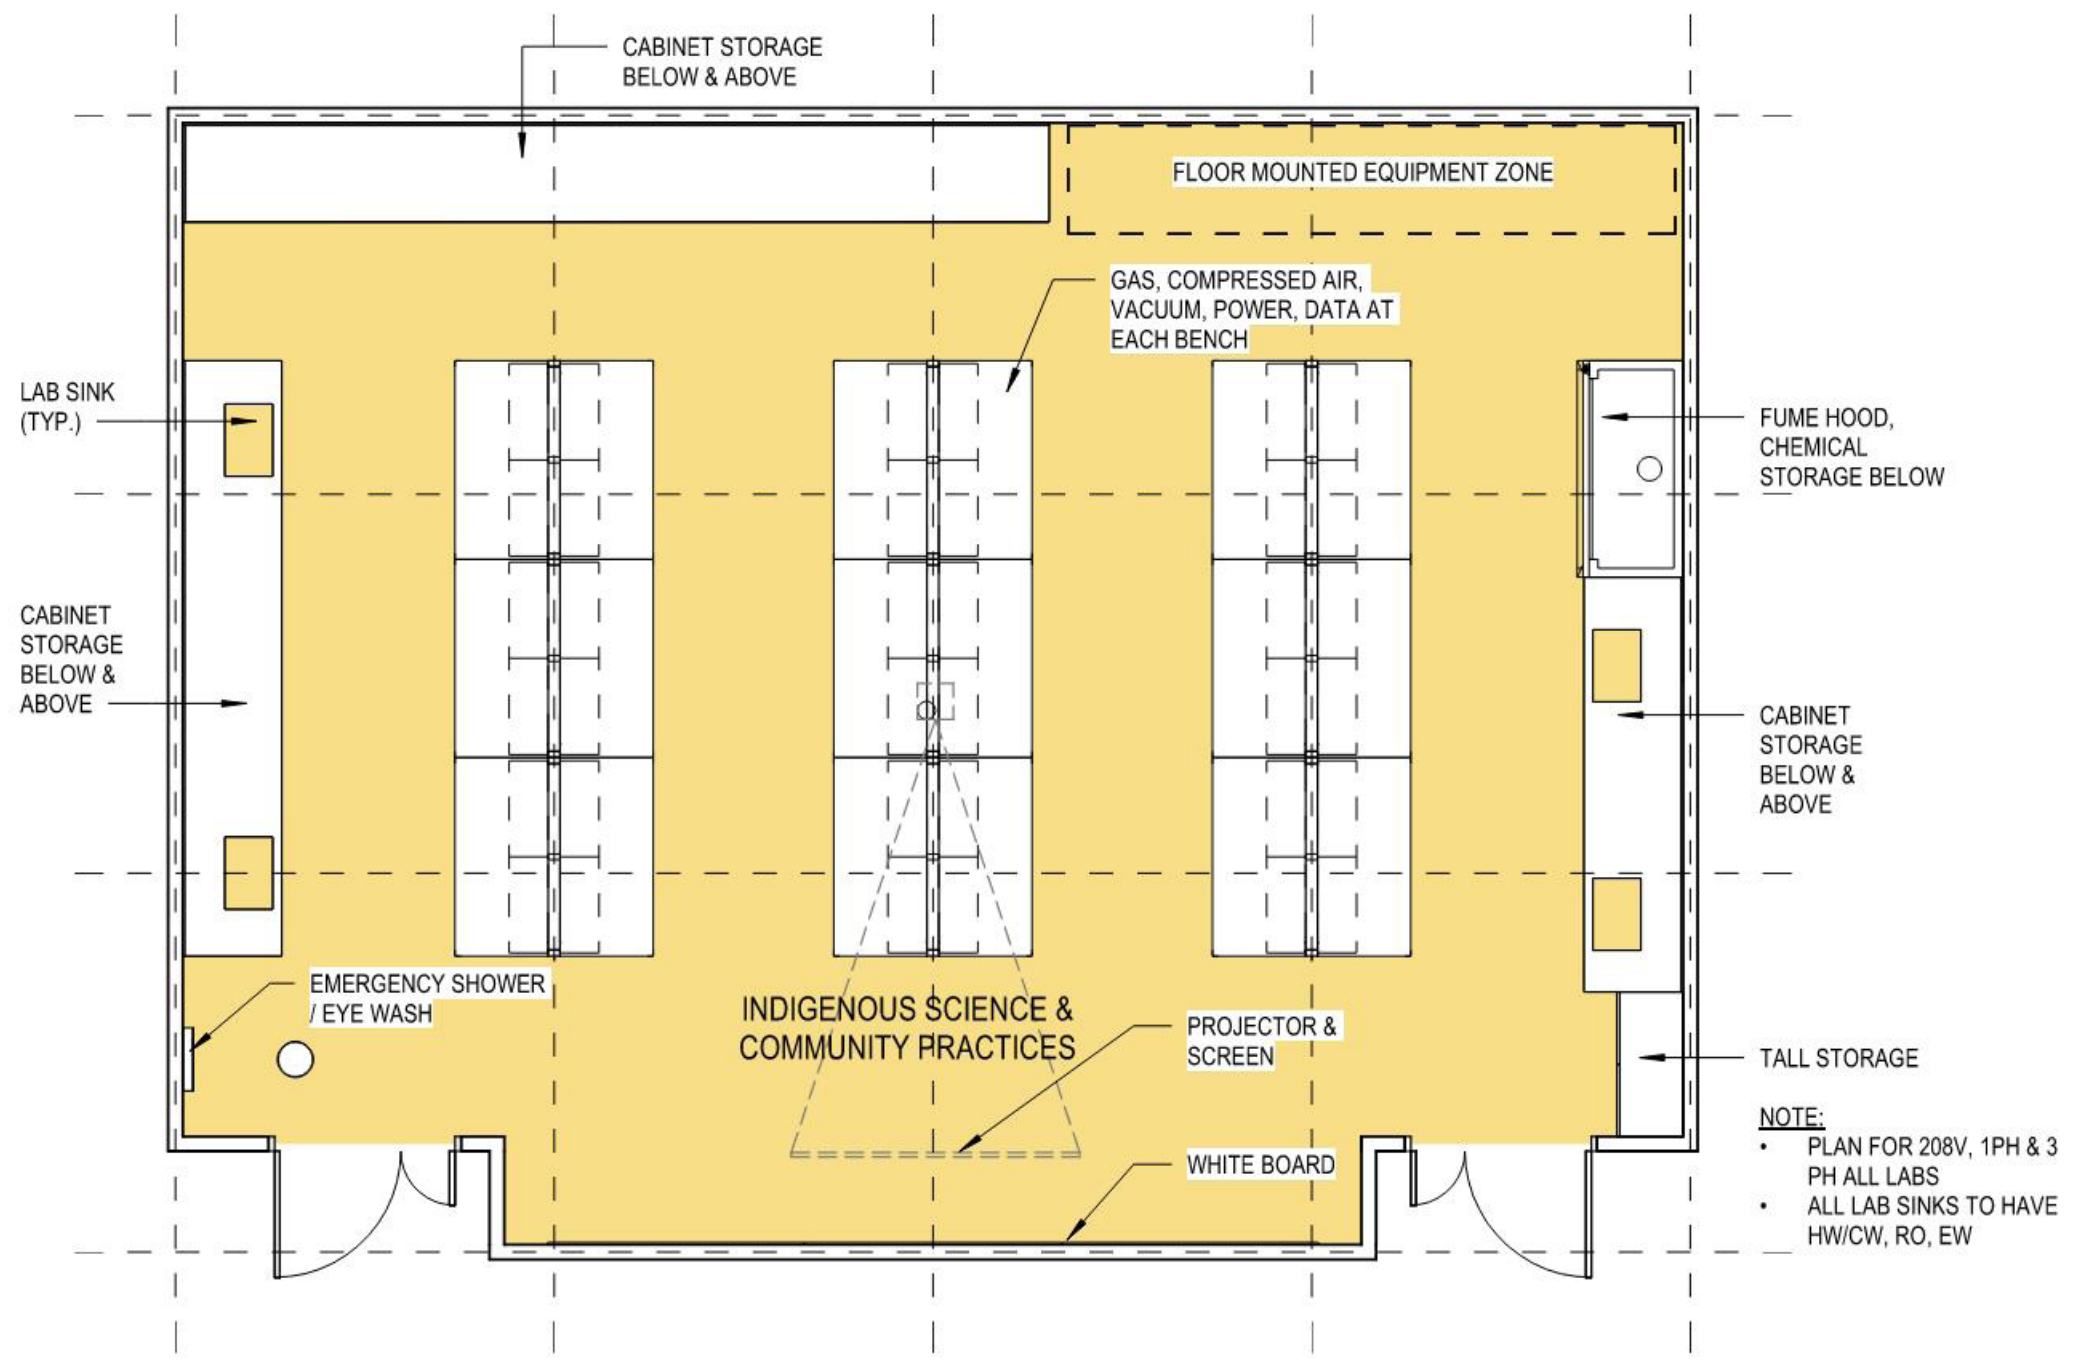 CABINET STORAGE
BELOW & ABOVE
FLOOR MOUNTED EQUIPMENT ZONE
GAS, COMPRESSED AIR,
VACUUM, POWER, DATA AT
EACH BENCH
LAB SINK
(TYP.)
FUME HOOD,
CHEMICAL
STORAGE BELOW
CABINET
STORAGE
BELOW &
ABOVE
CABINET
STORAGE
BELOW &
ABOVE
EMERGENCY SHOWER
/ EYE WASH
INDIGENOUS SCIENCE &
COMMUNITY PRACTICES
PROJECTOR &
SCREEN
TALL STORAGE
WHITE BOARD
NOTE:
• PLAN FOR 208V, 1PH & 3
PH ALL LABS
• ALL LAB SINKS TO HAVE
HW/CW, RO, EW